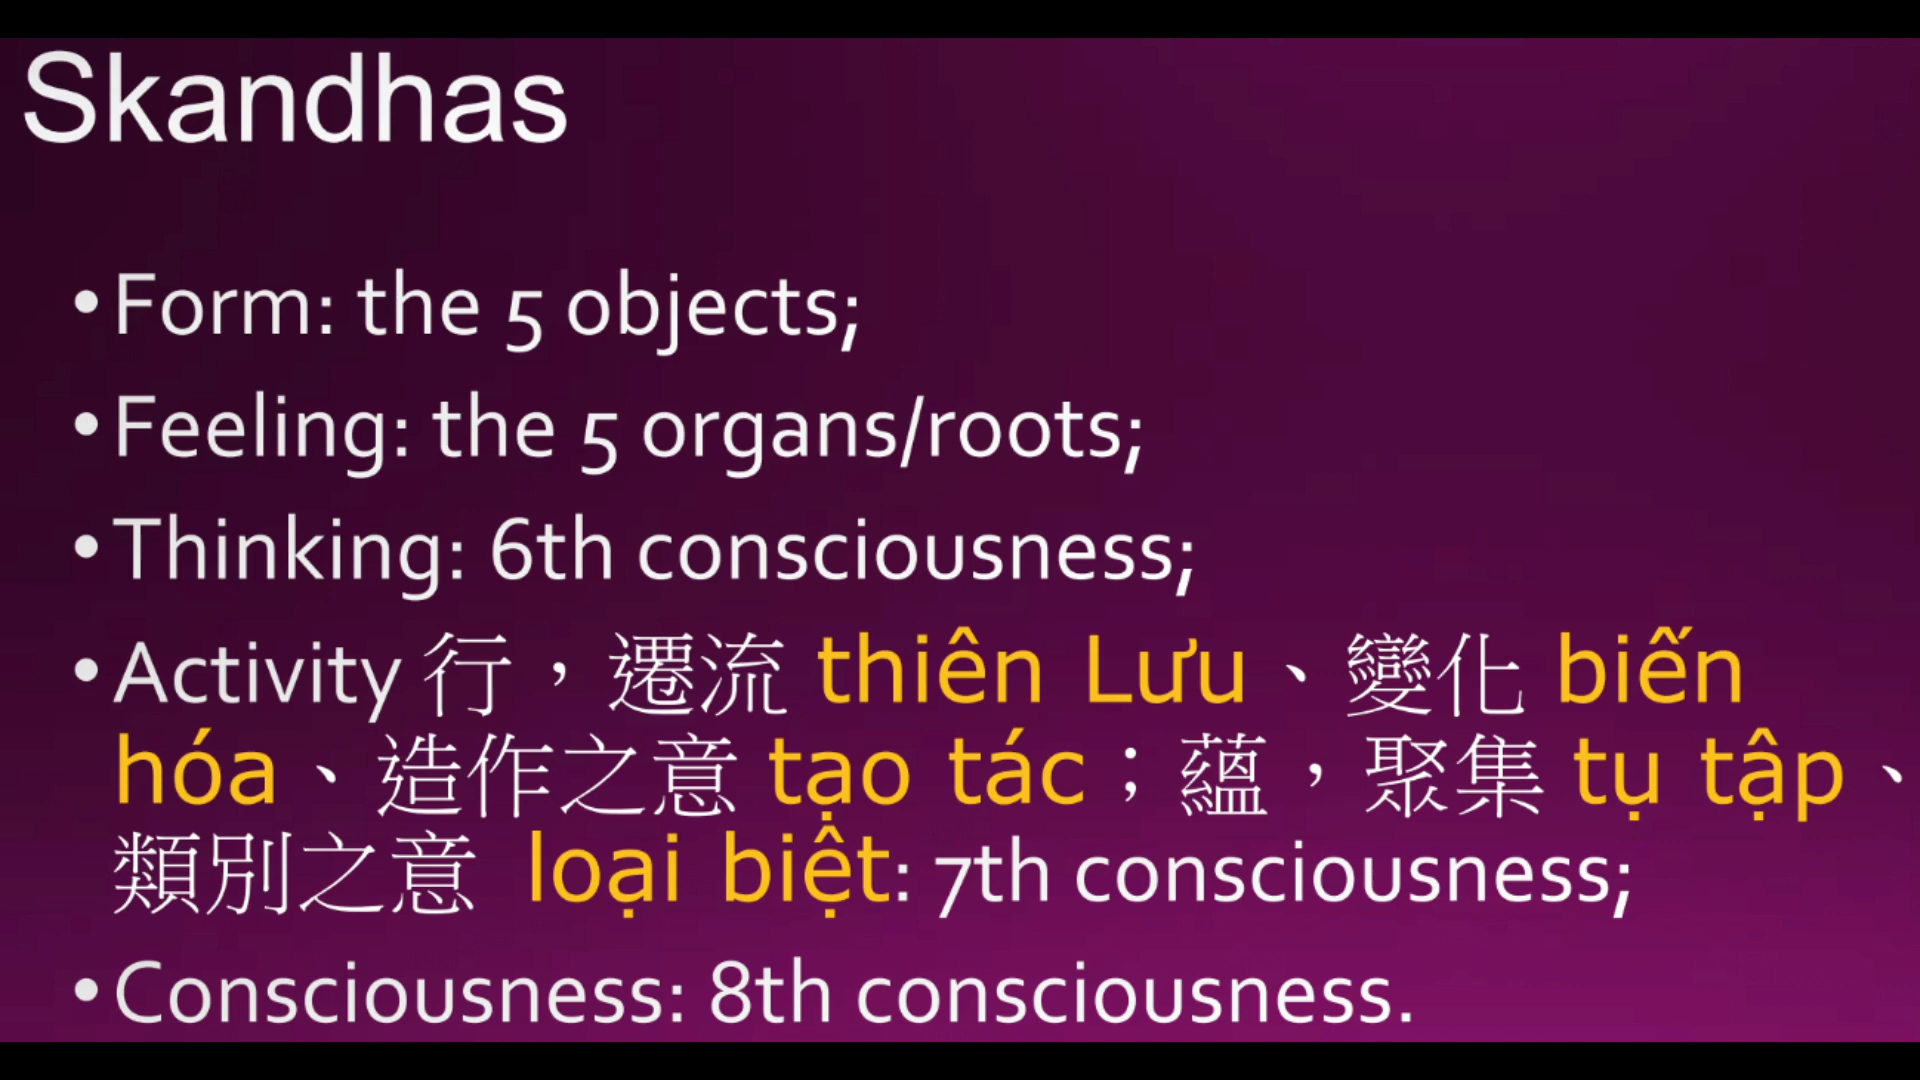 Skandhas
•Form: the 5 objects;
•Feeling: the 5 organs/roots;
•Thinking: 6th consciousness;
•Activity 行，遷流 thiên Lưu、變化 biến
hóa、造作之意 tạo tác；蘊，聚集 tụ tập、
類別之意 loại biệt: 7th consciousness;
•Consciousness: 8th consciousness.